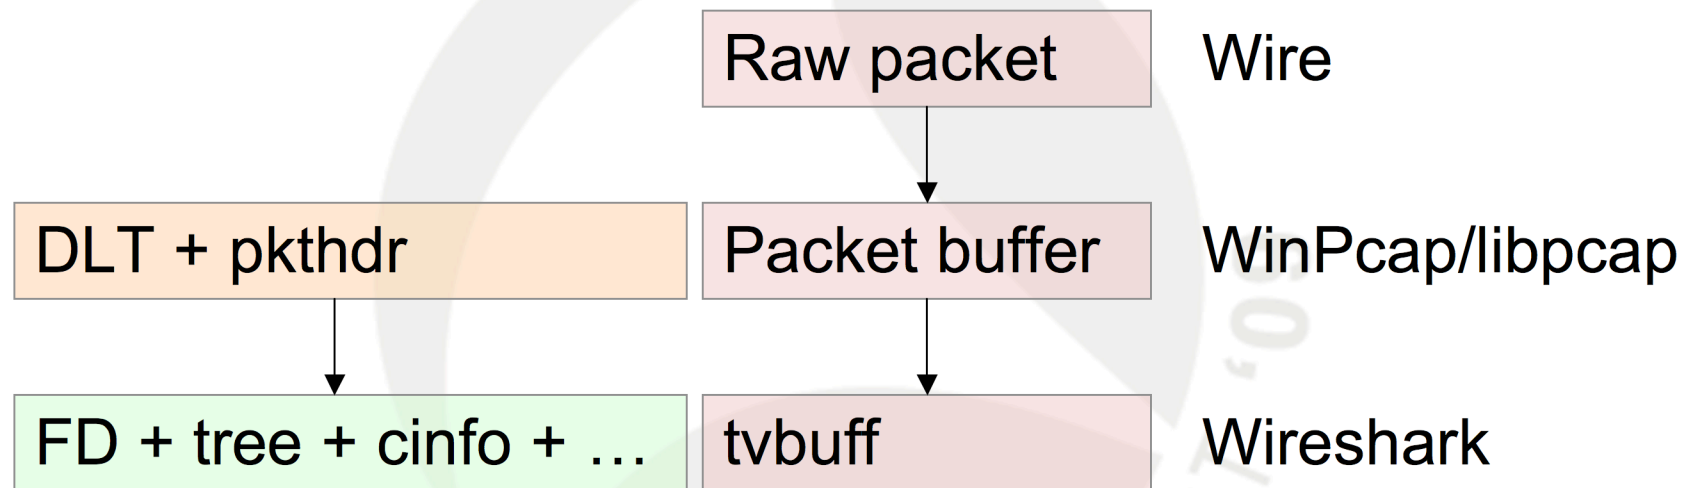 Raw packet Wire
DLT + pkthdr Packet buffer WinPcap/libpcap
FD + tree + cinfo + … tvbuff Wireshark